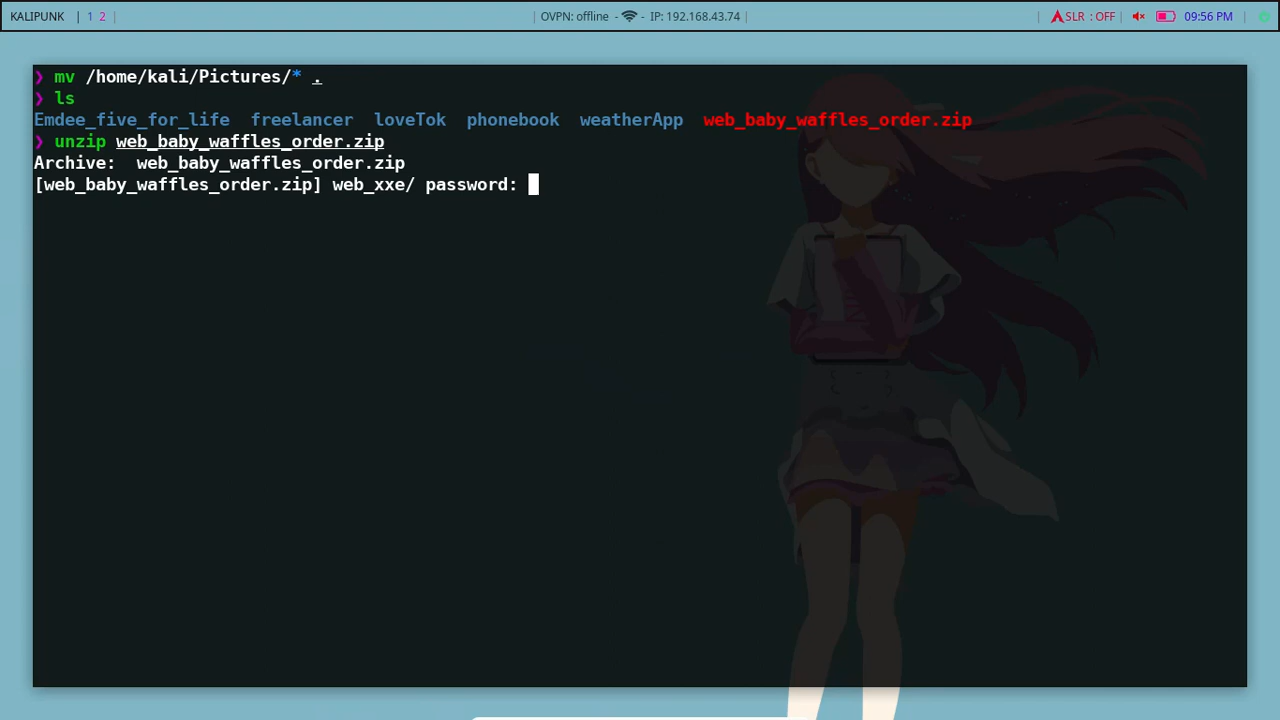 KALIPUNK | 1 2 | | OVPN: offline - - IP: 192.168.43.74 | | SLR : OFF 09:56 PM |
❯ mv /home/kali/Pictures/* .
❯ ls
Emdee_five_for_life freelancer loveTok phonebook weatherApp web_baby_waffles_order.zip
❯ unzip web_baby_waffles_order.zip
Archive: web_baby_waffles_order.zip
[web_baby_waffles_order.zip] web_xxe/ password: